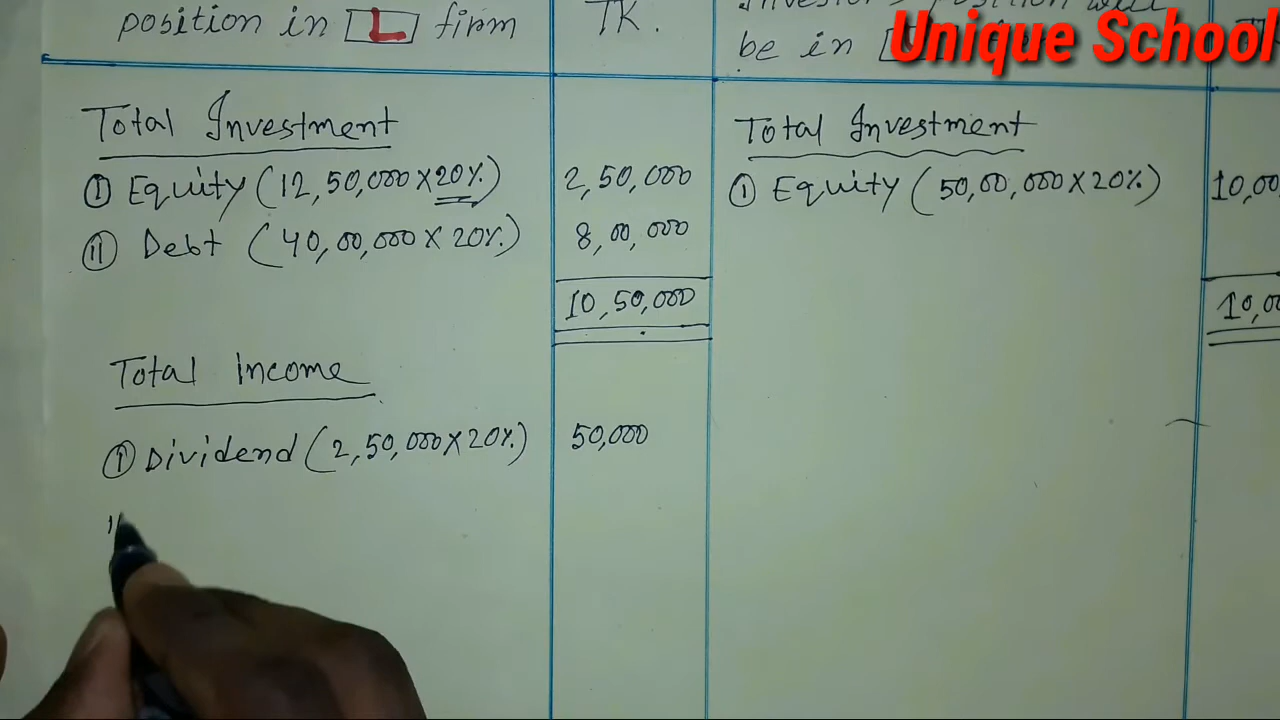 position in L firm
TK.
be in
Unique School
Total Investment
I Equity (12,50,000 × 20%)
2,50,000
II Debt (40,00,000 × 20%)
8,00,000
10,50,000
Total Income
I Dividend (2,50,000 × 20%)
50,000
Total Investment
I Equity (50,00,000 × 20%)
10,00
10,00